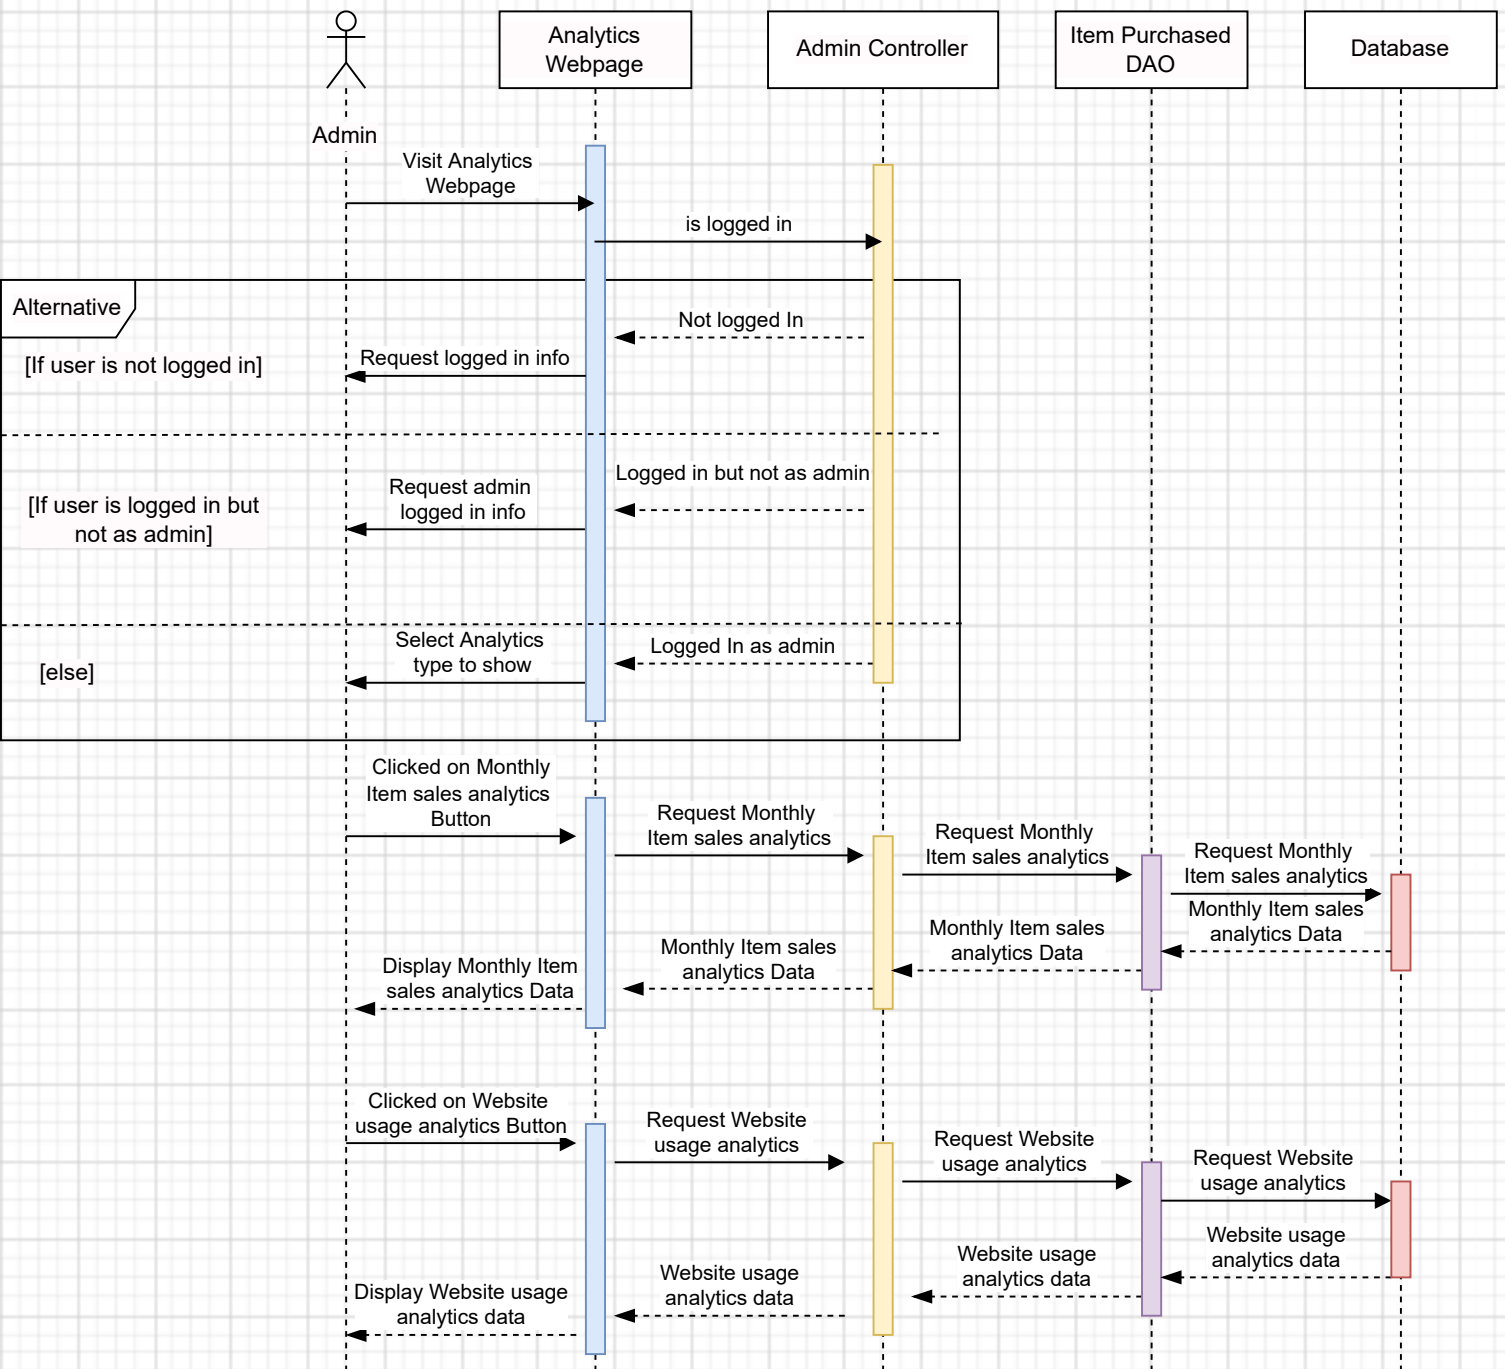 Analytics
Webpage
Admin Controller
Item Purchased
DAO
Database
Admin
Visit Analytics
Webpage
is logged in
Alternative
Not logged In
[If user is not logged in]
Request logged in info
Logged in but not as admin
[If user is logged in but
not as admin]
Request admin
logged in info
Select Analytics
type to show
Logged In as admin
[else]
Clicked on Monthly
Item sales analytics
Button
Request Monthly
Item sales analytics
Request Monthly
Item sales analytics
Request Monthly
Item sales analytics
Monthly Item sales
analytics Data
Monthly Item sales
analytics Data
Monthly Item sales
analytics Data
Display Monthly Item
sales analytics Data
Clicked on Website
usage analytics Button
Request Website
usage analytics
Request Website
usage analytics
Request Website
usage analytics
Website usage
analytics data
Website usage
analytics data
Website usage
analytics data
Display Website usage
analytics data